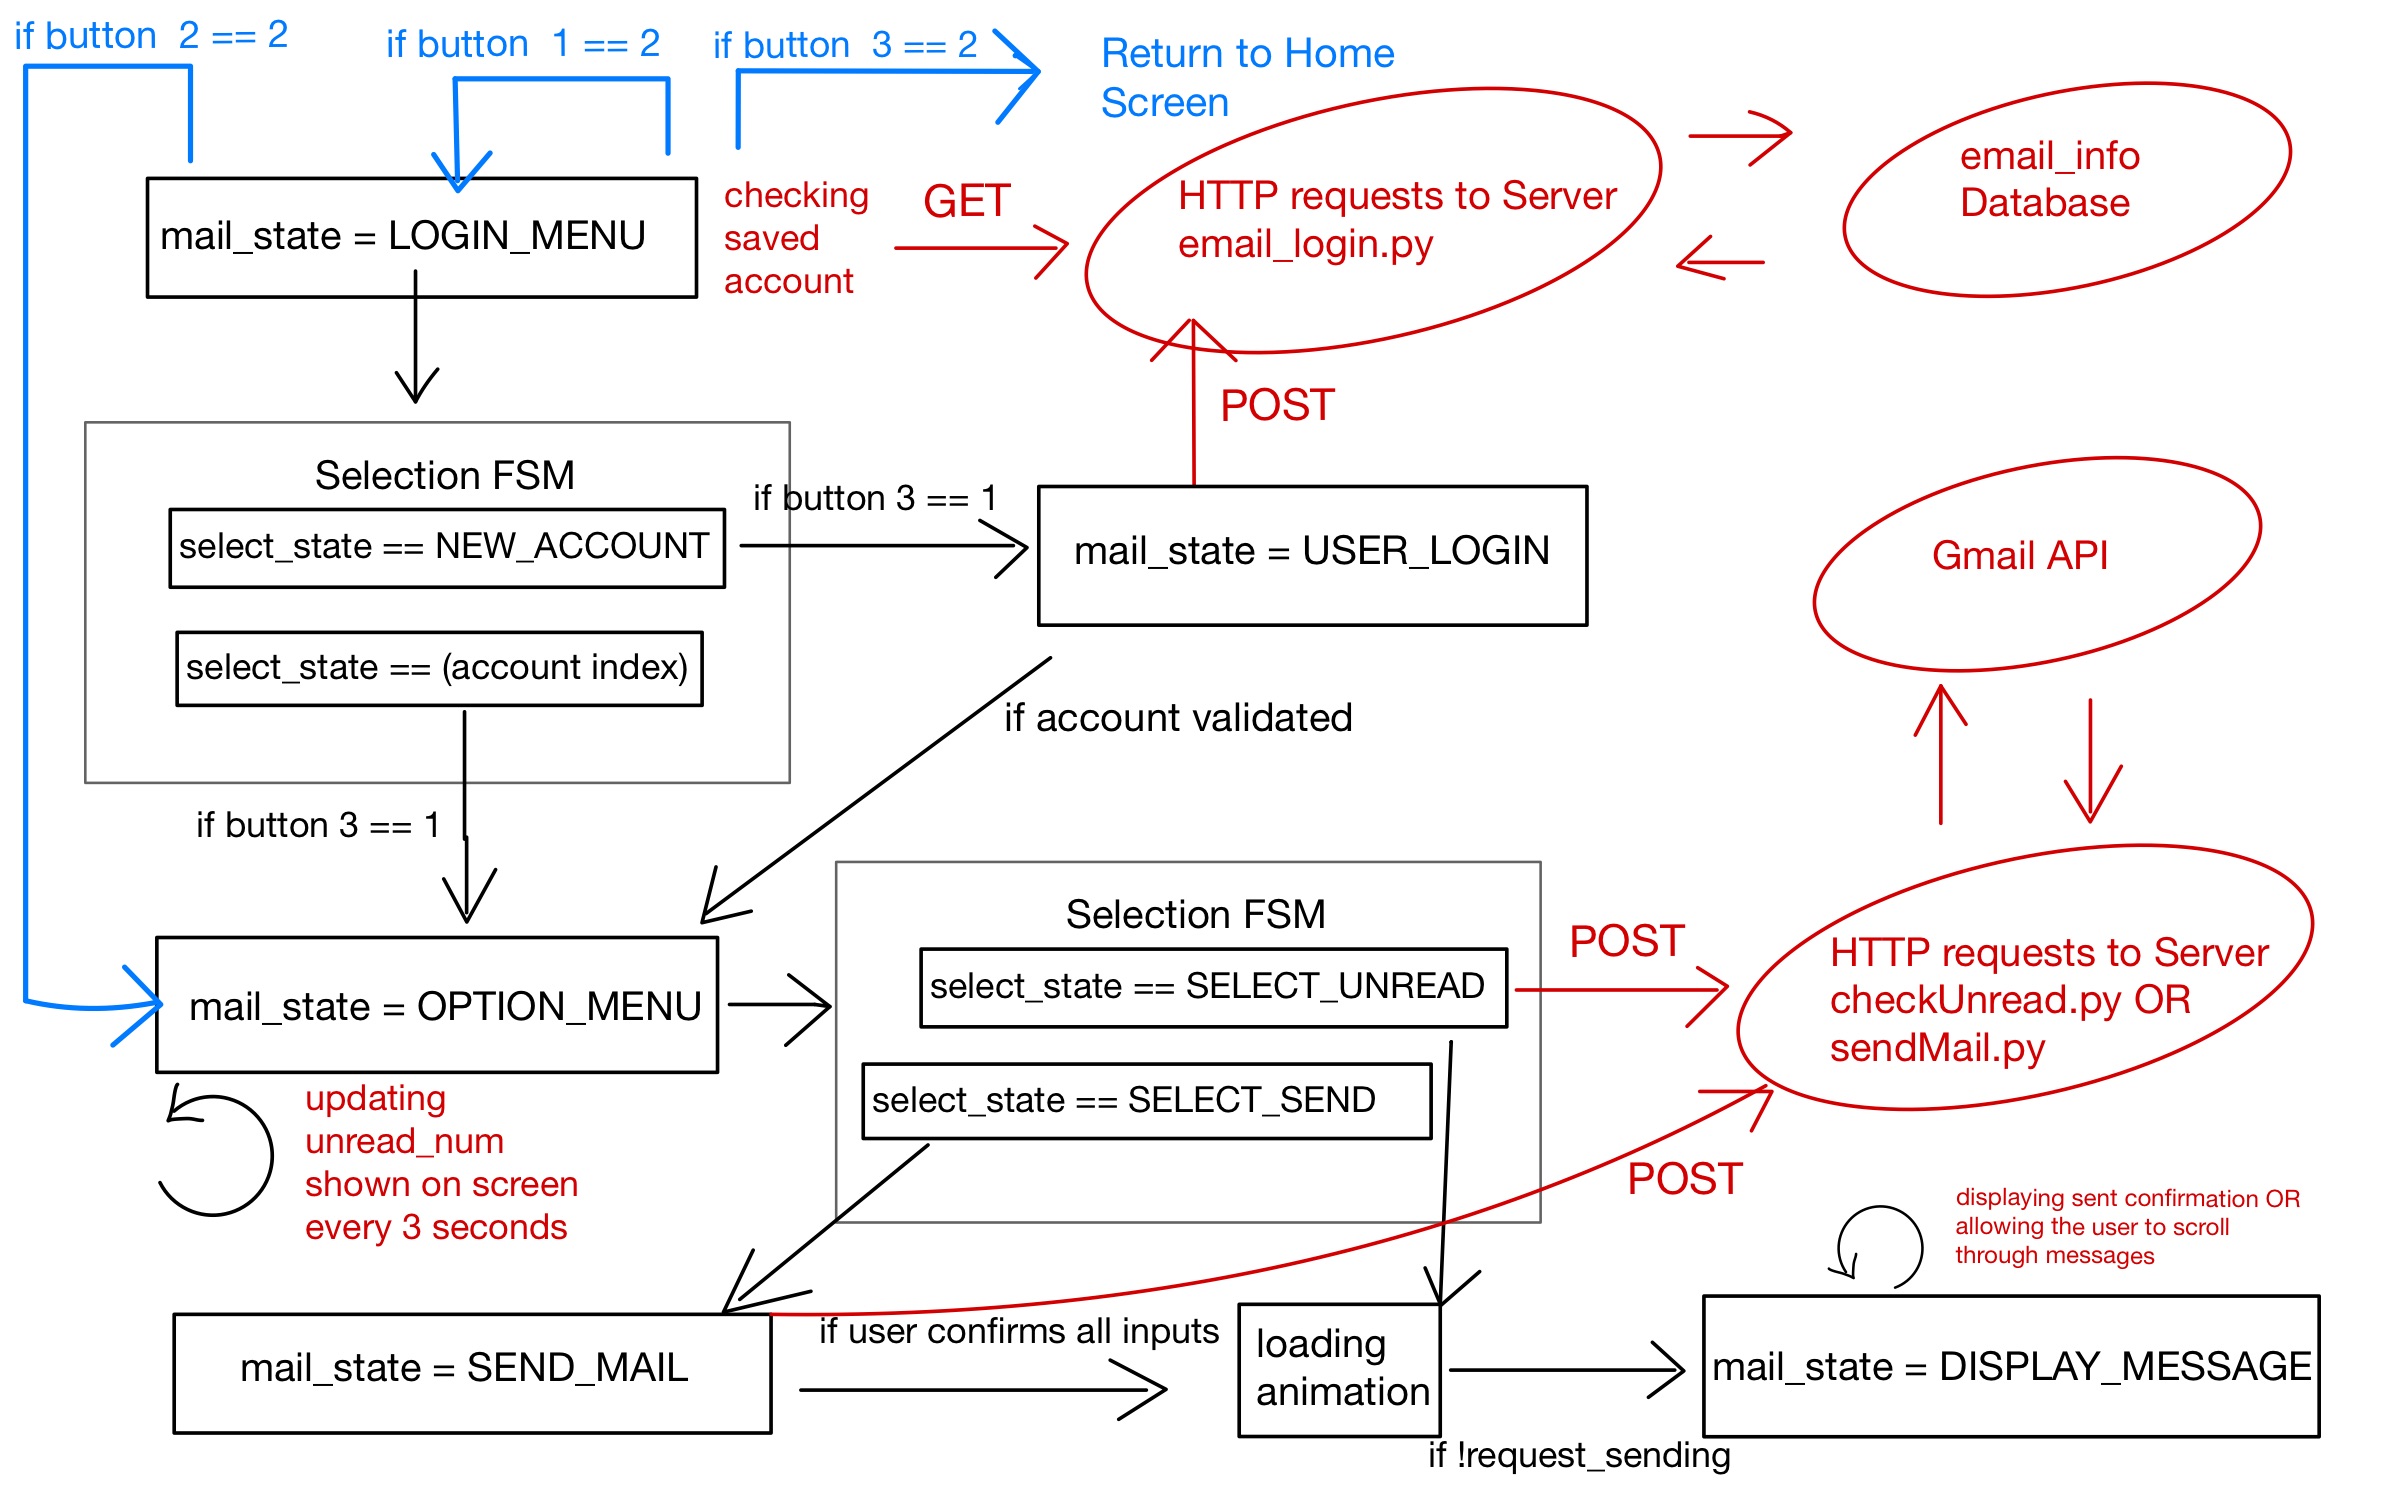 if button 2 == 2
if button 1 == 2
if button 3 == 2
Return to Home
Screen
mail_state = LOGIN_MENU
checking
saved
account
GET
HTTP requests to Server
email_login.py
email_info
Database
POST
Selection FSM
select_state == NEW_ACCOUNT
select_state == (account index)
if button 3 == 1
mail_state = USER_LOGIN
Gmail API
if account validated
if button 3 == 1
mail_state = OPTION_MENU
updating
unread_num
shown on screen
every 3 seconds
Selection FSM
select_state == SELECT_UNREAD
select_state == SELECT_SEND
POST
HTTP requests to Server
checkUnread.py OR
sendMail.py
POST
displaying sent confirmation OR
allowing the user to scroll
through messages
mail_state = SEND_MAIL
if user confirms all inputs
loading
animation
if !request_sending
mail_state = DISPLAY_MESSAGE